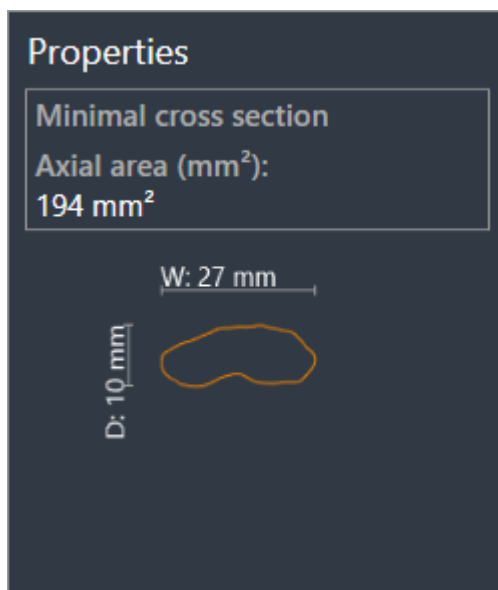 Properties
Minimal cross section
Axial area (mm²):
194 mm²
W: 27 mm
D: 10 mm